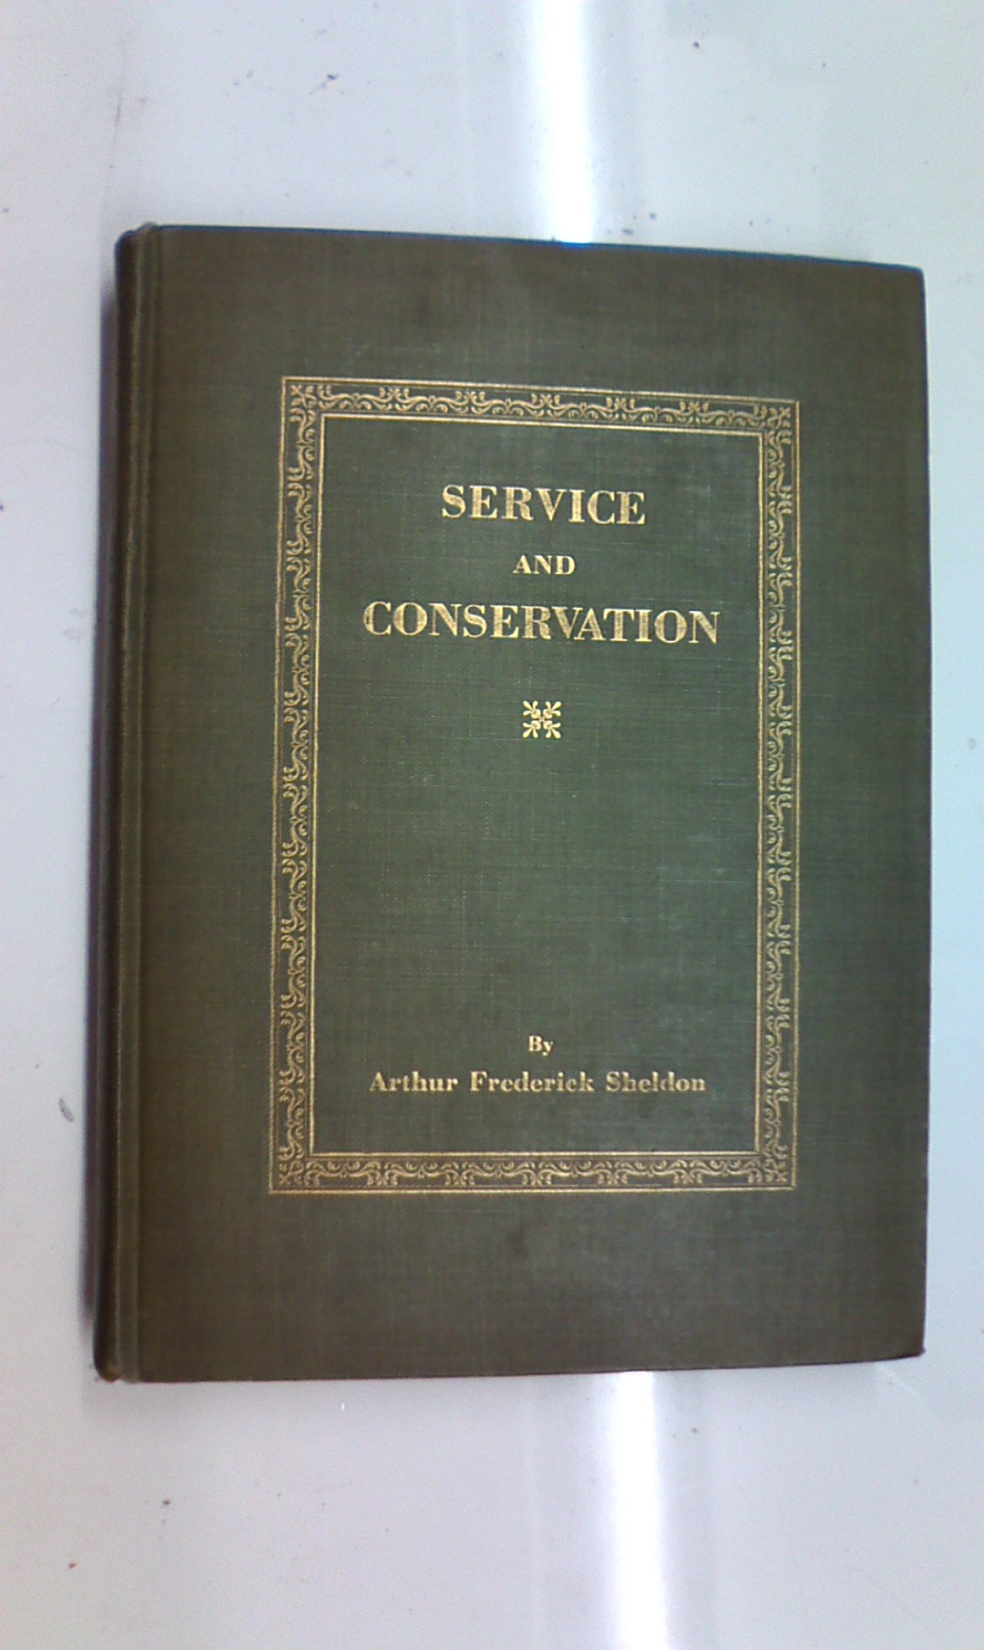 SERVICE
AND
CONSERVATION
By
Arthur Frederick Sheldon